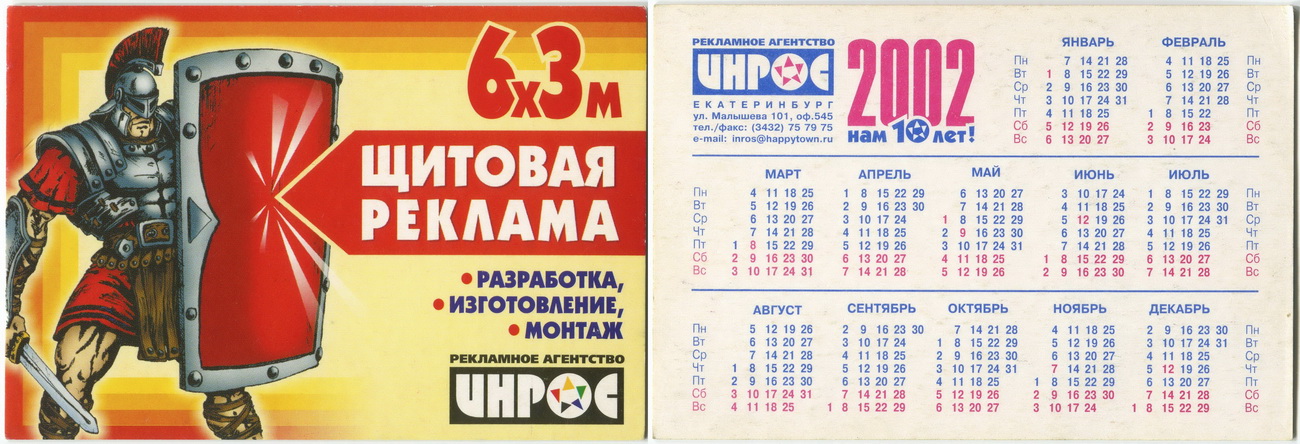 6х3м
ЩИТОВАЯ
РЕКЛАМА
• РАЗРАБОТКА,
• ИЗГОТОВЛЕНИЕ,
• МОНТАЖ
РЕКЛАМНОЕ АГЕНТСТВО
ИНРОС
РЕКЛАМНОЕ АГЕНТСТВО
ИНРОС
ЕКАТЕРИНБУРГ
ул. Малышева 101, оф.545
тел./факс: (3432) 75 79 75
e-mail: inros@happytown.ru
2002
нам 10 лет!
ЯНВАРЬ ФЕВРАЛЬ
Пн 7 14 21 28 4 11 18 25
Вт 1 8 15 22 29 5 12 19 26
Ср 2 9 16 23 30 6 13 20 27
Чт 3 10 17 24 31 7 14 21 28
Пт 4 11 18 25 1 8 15 22
Сб 5 12 19 26 2 9 16 23
Вс 6 13 20 27 3 10 17 24
МАРТ АПРЕЛЬ МАЙ ИЮНЬ ИЮЛЬ
Пн 4 11 18 25 1 8 15 22 29 6 13 20 27 3 10 17 24 1 8 15 22 29 Пн
Вт 5 12 19 26 2 9 16 23 30 7 14 21 28 4 11 18 25 2 9 16 23 30 Вт
Ср 6 13 20 27 3 10 17 24 1 8 15 22 29 5 12 19 26 3 10 17 24 31 Ср
Чт 7 14 21 28 4 11 18 25 2 9 16 23 30 6 13 20 27 4 11 18 25 Чт
Пт 1 8 15 22 29 5 12 19 26 3 10 17 24 31 7 14 21 28 5 12 19 26 Пт
Сб 2 9 16 23 30 6 13 20 27 4 11 18 25 1 8 15 22 29 6 13 20 27 Сб
Вс 3 10 17 24 31 7 14 21 28 5 12 19 26 2 9 16 23 30 7 14 21 28 Вс
АВГУСТ СЕНТЯБРЬ ОКТЯБРЬ НОЯБРЬ ДЕКАБРЬ
Пн 5 12 19 26 2 9 16 23 30 7 14 21 28 4 11 18 25 2 9 16 23 30 Пн
Вт 6 13 20 27 3 10 17 24 1 8 15 22 29 5 12 19 26 3 10 17 24 31 Вт
Ср 7 14 21 28 4 11 18 25 2 9 16 23 30 6 13 20 27 4 11 18 25 Ср
Чт 1 8 15 22 29 5 12 19 26 3 10 17 24 31 7 14 21 28 5 12 19 26 Чт
Пт 2 9 16 23 30 6 13 20 27 4 11 18 25 1 8 15 22 29 6 13 20 27 Пт
Сб 3 10 17 24 31 7 14 21 28 5 12 19 26 2 9 16 23 30 7 14 21 28 Сб
Вс 4 11 18 25 1 8 15 22 29 6 13 20 27 3 10 17 24 1 8 15 22 29 Вс